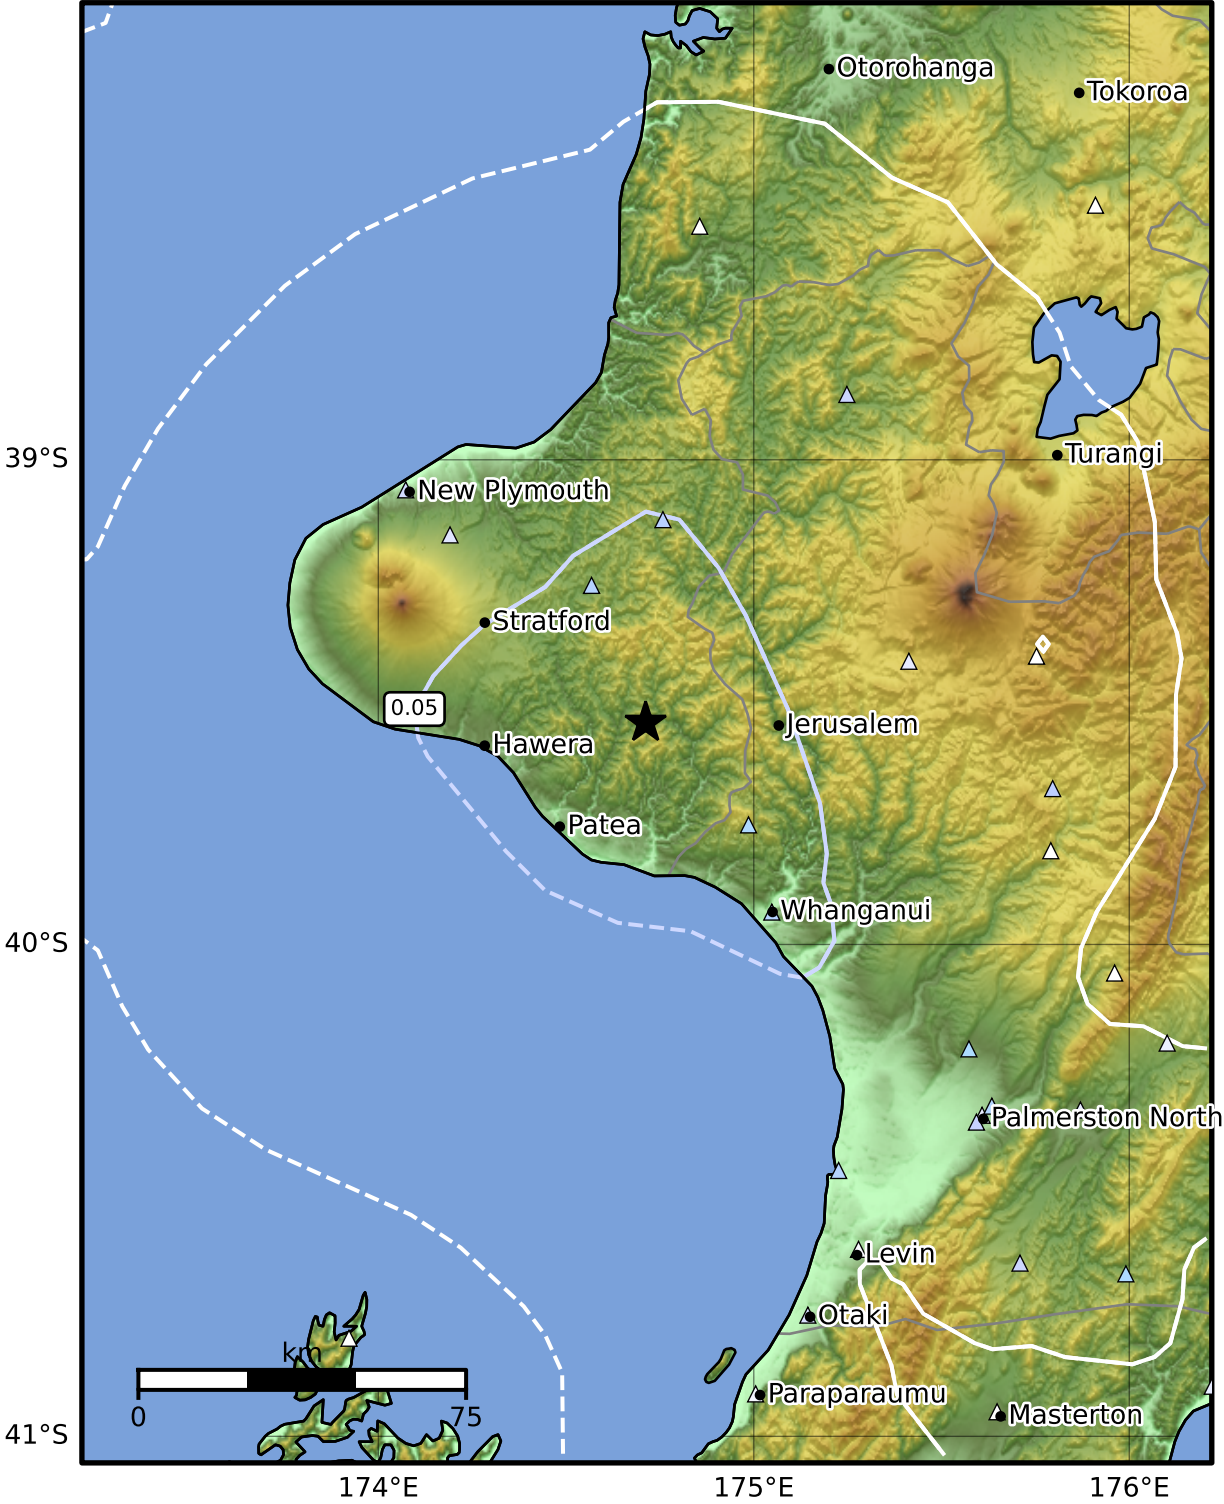 Otorohanga
Tokoroa
39°S
Turangi
New Plymouth
Stratford
0.05
Jerusalem
Hawera
Patea
Whanganui
40°S
Palmerston North
Levin
Otaki
km
Paraparaumu
0
75
Masterton
41°S
174°E
175°E
176°E